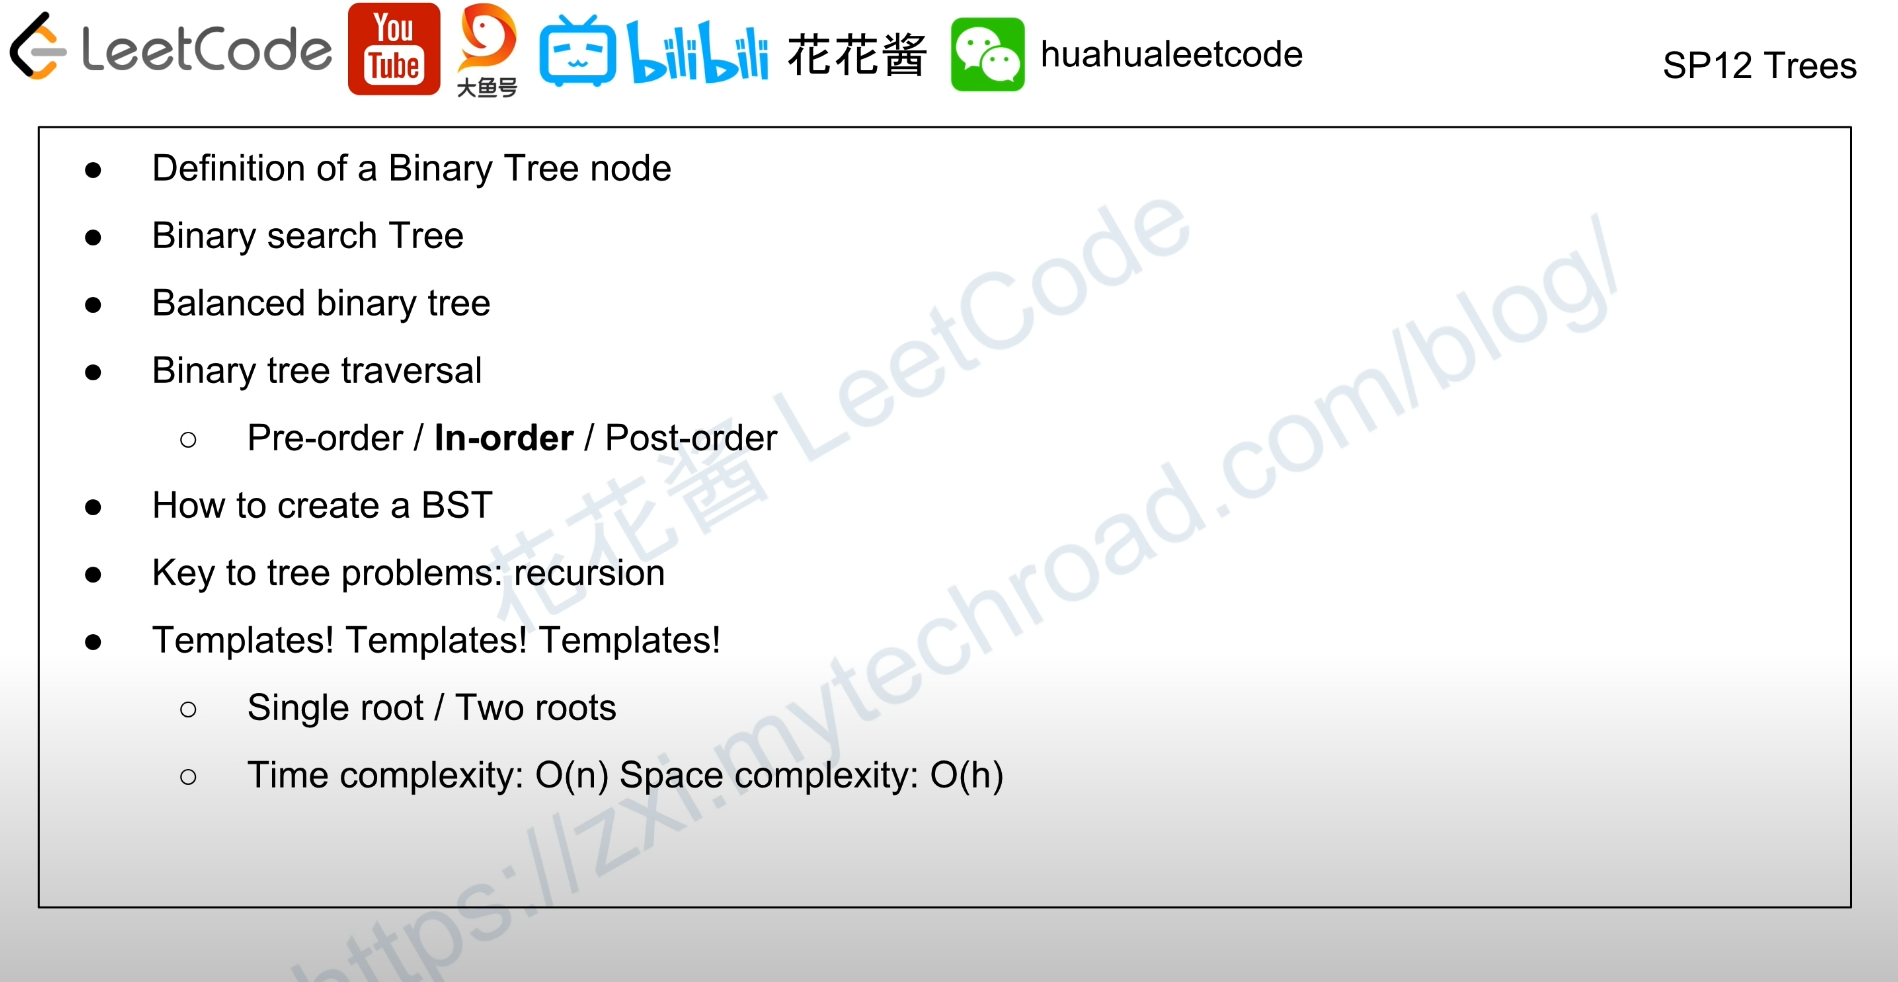 LeetCode You Tube 大鱼号 bilibili 花花酱 huahualeetcode SP12 Trees
● Definition of a Binary Tree node
● Binary search Tree
● Balanced binary tree
● Binary tree traversal
○ Pre-order / In-order / Post-order
● How to create a BST
● Key to tree problems: recursion
● Templates! Templates! Templates!
○ Single root / Two roots
○ Time complexity: O(n) Space complexity: O(h)
花花酱 LeetCode
https://zxi.mytechroad.com/blog/